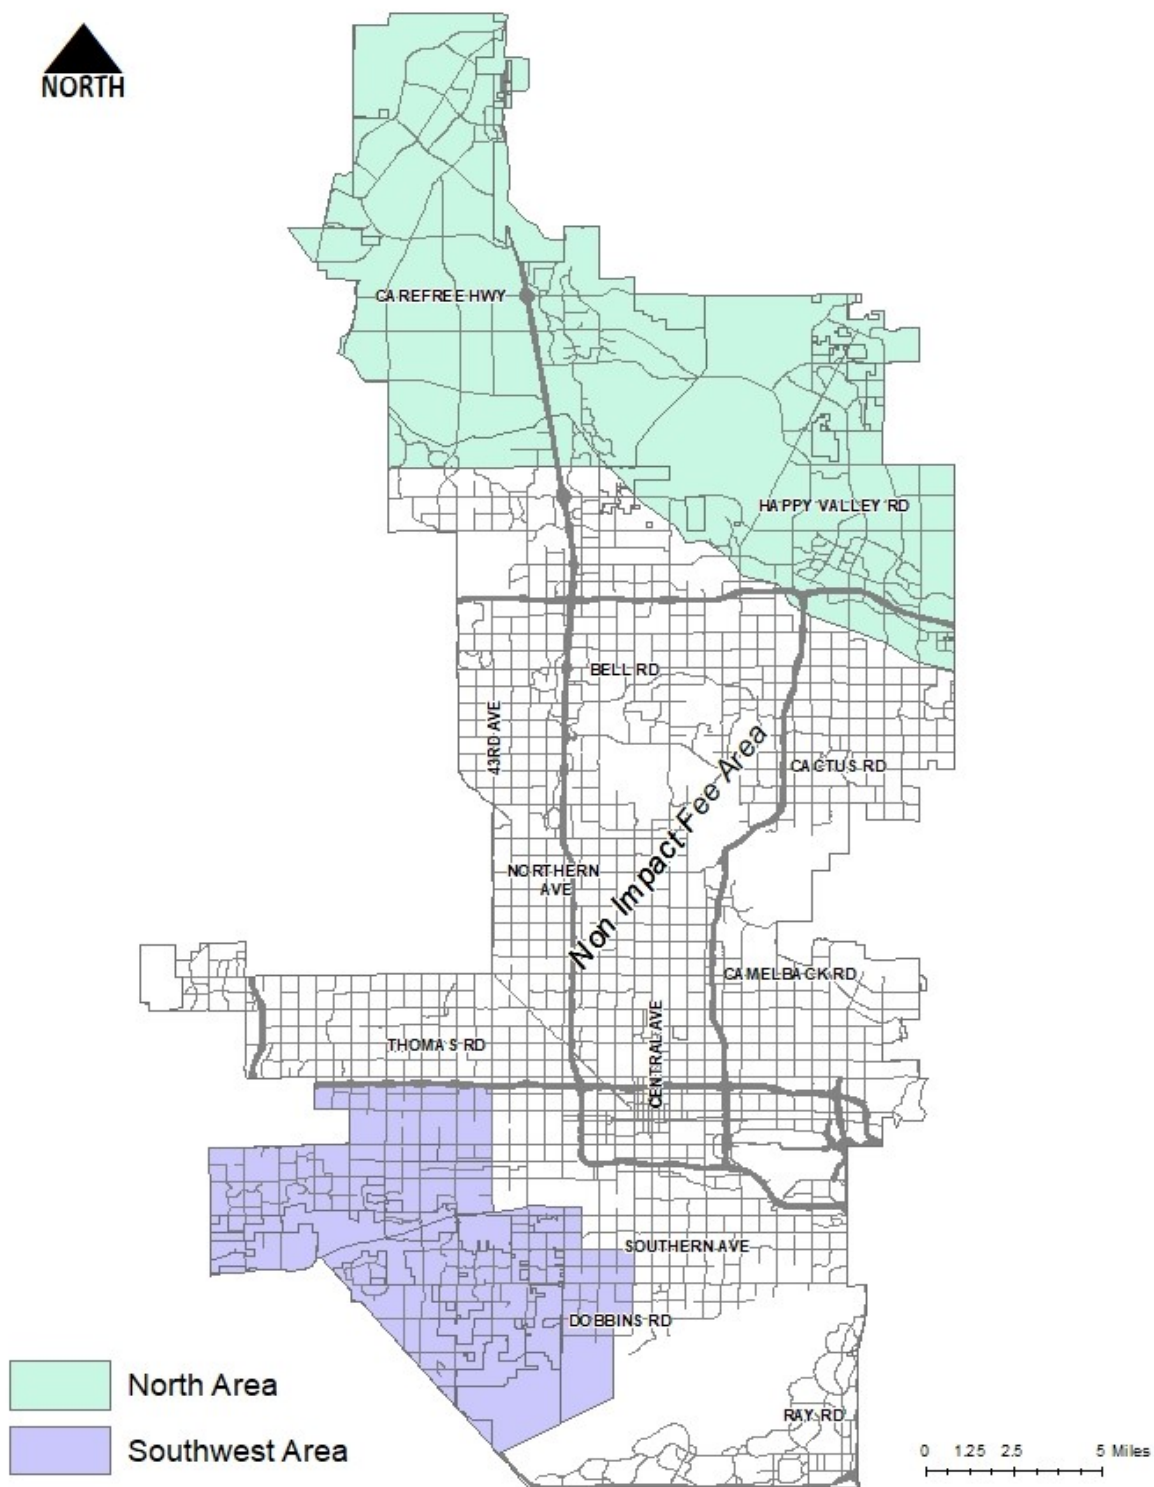 NORTH
CAREFREE HWY
HAPPY VALLEY RD
BELL RD
43RD AVE
CACTUS RD
Non Impact Fee Area
NORTHERN
AVE
CAMELBACK RD
CENTRAL AVE
THOMAS RD
SOUTHERN AVE
DOBBINS RD
North Area
RAY RD
Southwest Area
0 1.25 2.5 5 Miles